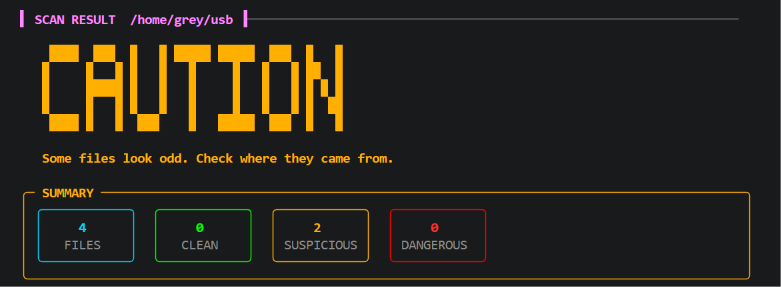 SCAN RESULT /home/grey/usb
CAUTION
Some files look odd. Check where they came from.
SUMMARY
4 0 2 0
FILES CLEAN SUSPICIOUS DANGEROUS